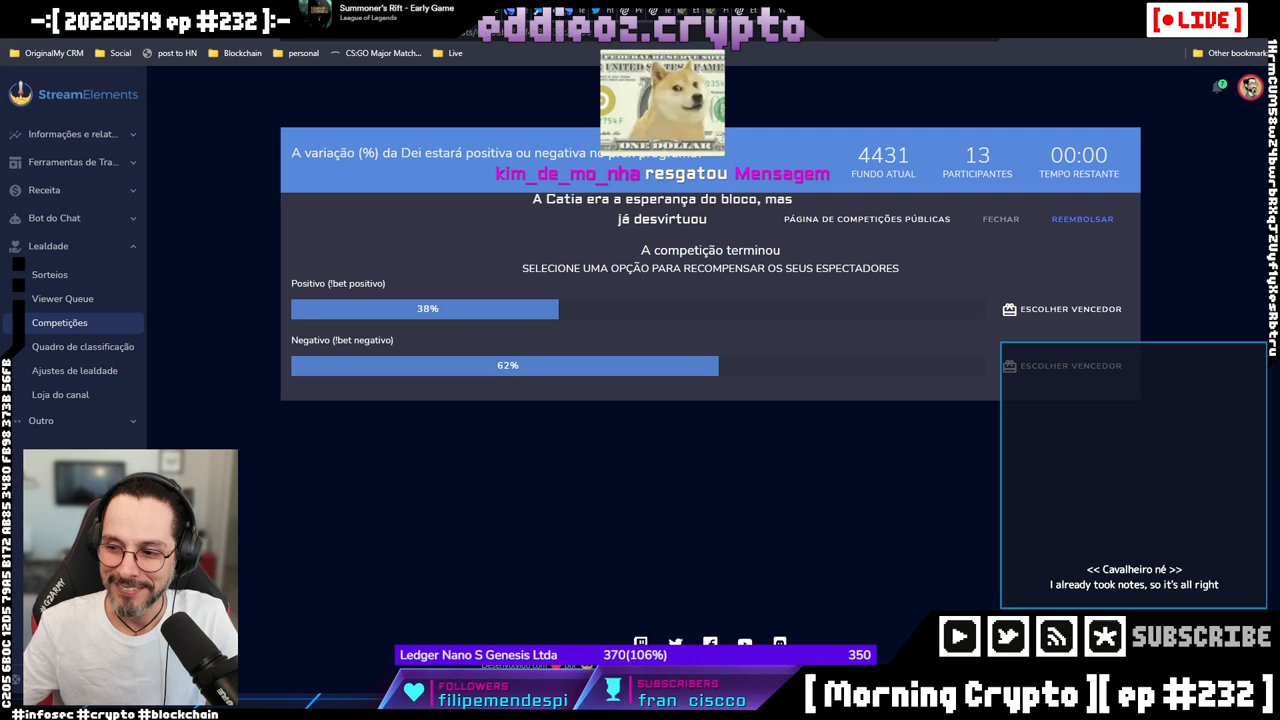 -:[ 20220519 ep #232 ]:-
Summoner's Rift - Early Game
League of Legends
eddieoz.crypto
[ LIVE ]
OriginalMy CRM
Social
post to HN
Blockchain
personal
CS:GO Major Match...
Live
Other bookmark
StreamElements
7
Informações e relat...
Ferramentas de Tra...
Receita
Bot do Chat
Lealdade
Sorteios
Viewer Queue
Competições
Quadro de classificação
Ajustes de lealdade
Loja do canal
Outro
ONE DOLLAR
A variação (%) da Dei estará positiva ou negativa no
4431
FUNDO ATUAL
13
PARTICIPANTES
00:00
TEMPO RESTANTE
kim_de_mo_nha resgatou Mensagem
A Catia era a esperança do bloco, mas
já desvirtuou
PÁGINA DE COMPETIÇÕES PÚBLICAS
FECHAR
REEMBOLSAR
A competição terminou
SELECIONE UMA OPÇÃO PARA RECOMPENSAR OS SEUS ESPECTADORES
Positivo (!bet positivo)
38%
ESCOLHER VENCEDOR
Negativo (!bet negativo)
62%
ESCOLHER VENCEDOR
<< Cavalheiro né >>
I already took notes, so it's all right
SUBSCRIBE
Ledger Nano S Genesis Ltda
370(106%)
350
FOLLOWERS
filipemendespi
SUBSCRIBERS
fran_ciscco
[ Morning Crypto ][ ep #232 ]
#infosec #crypto #blockchain